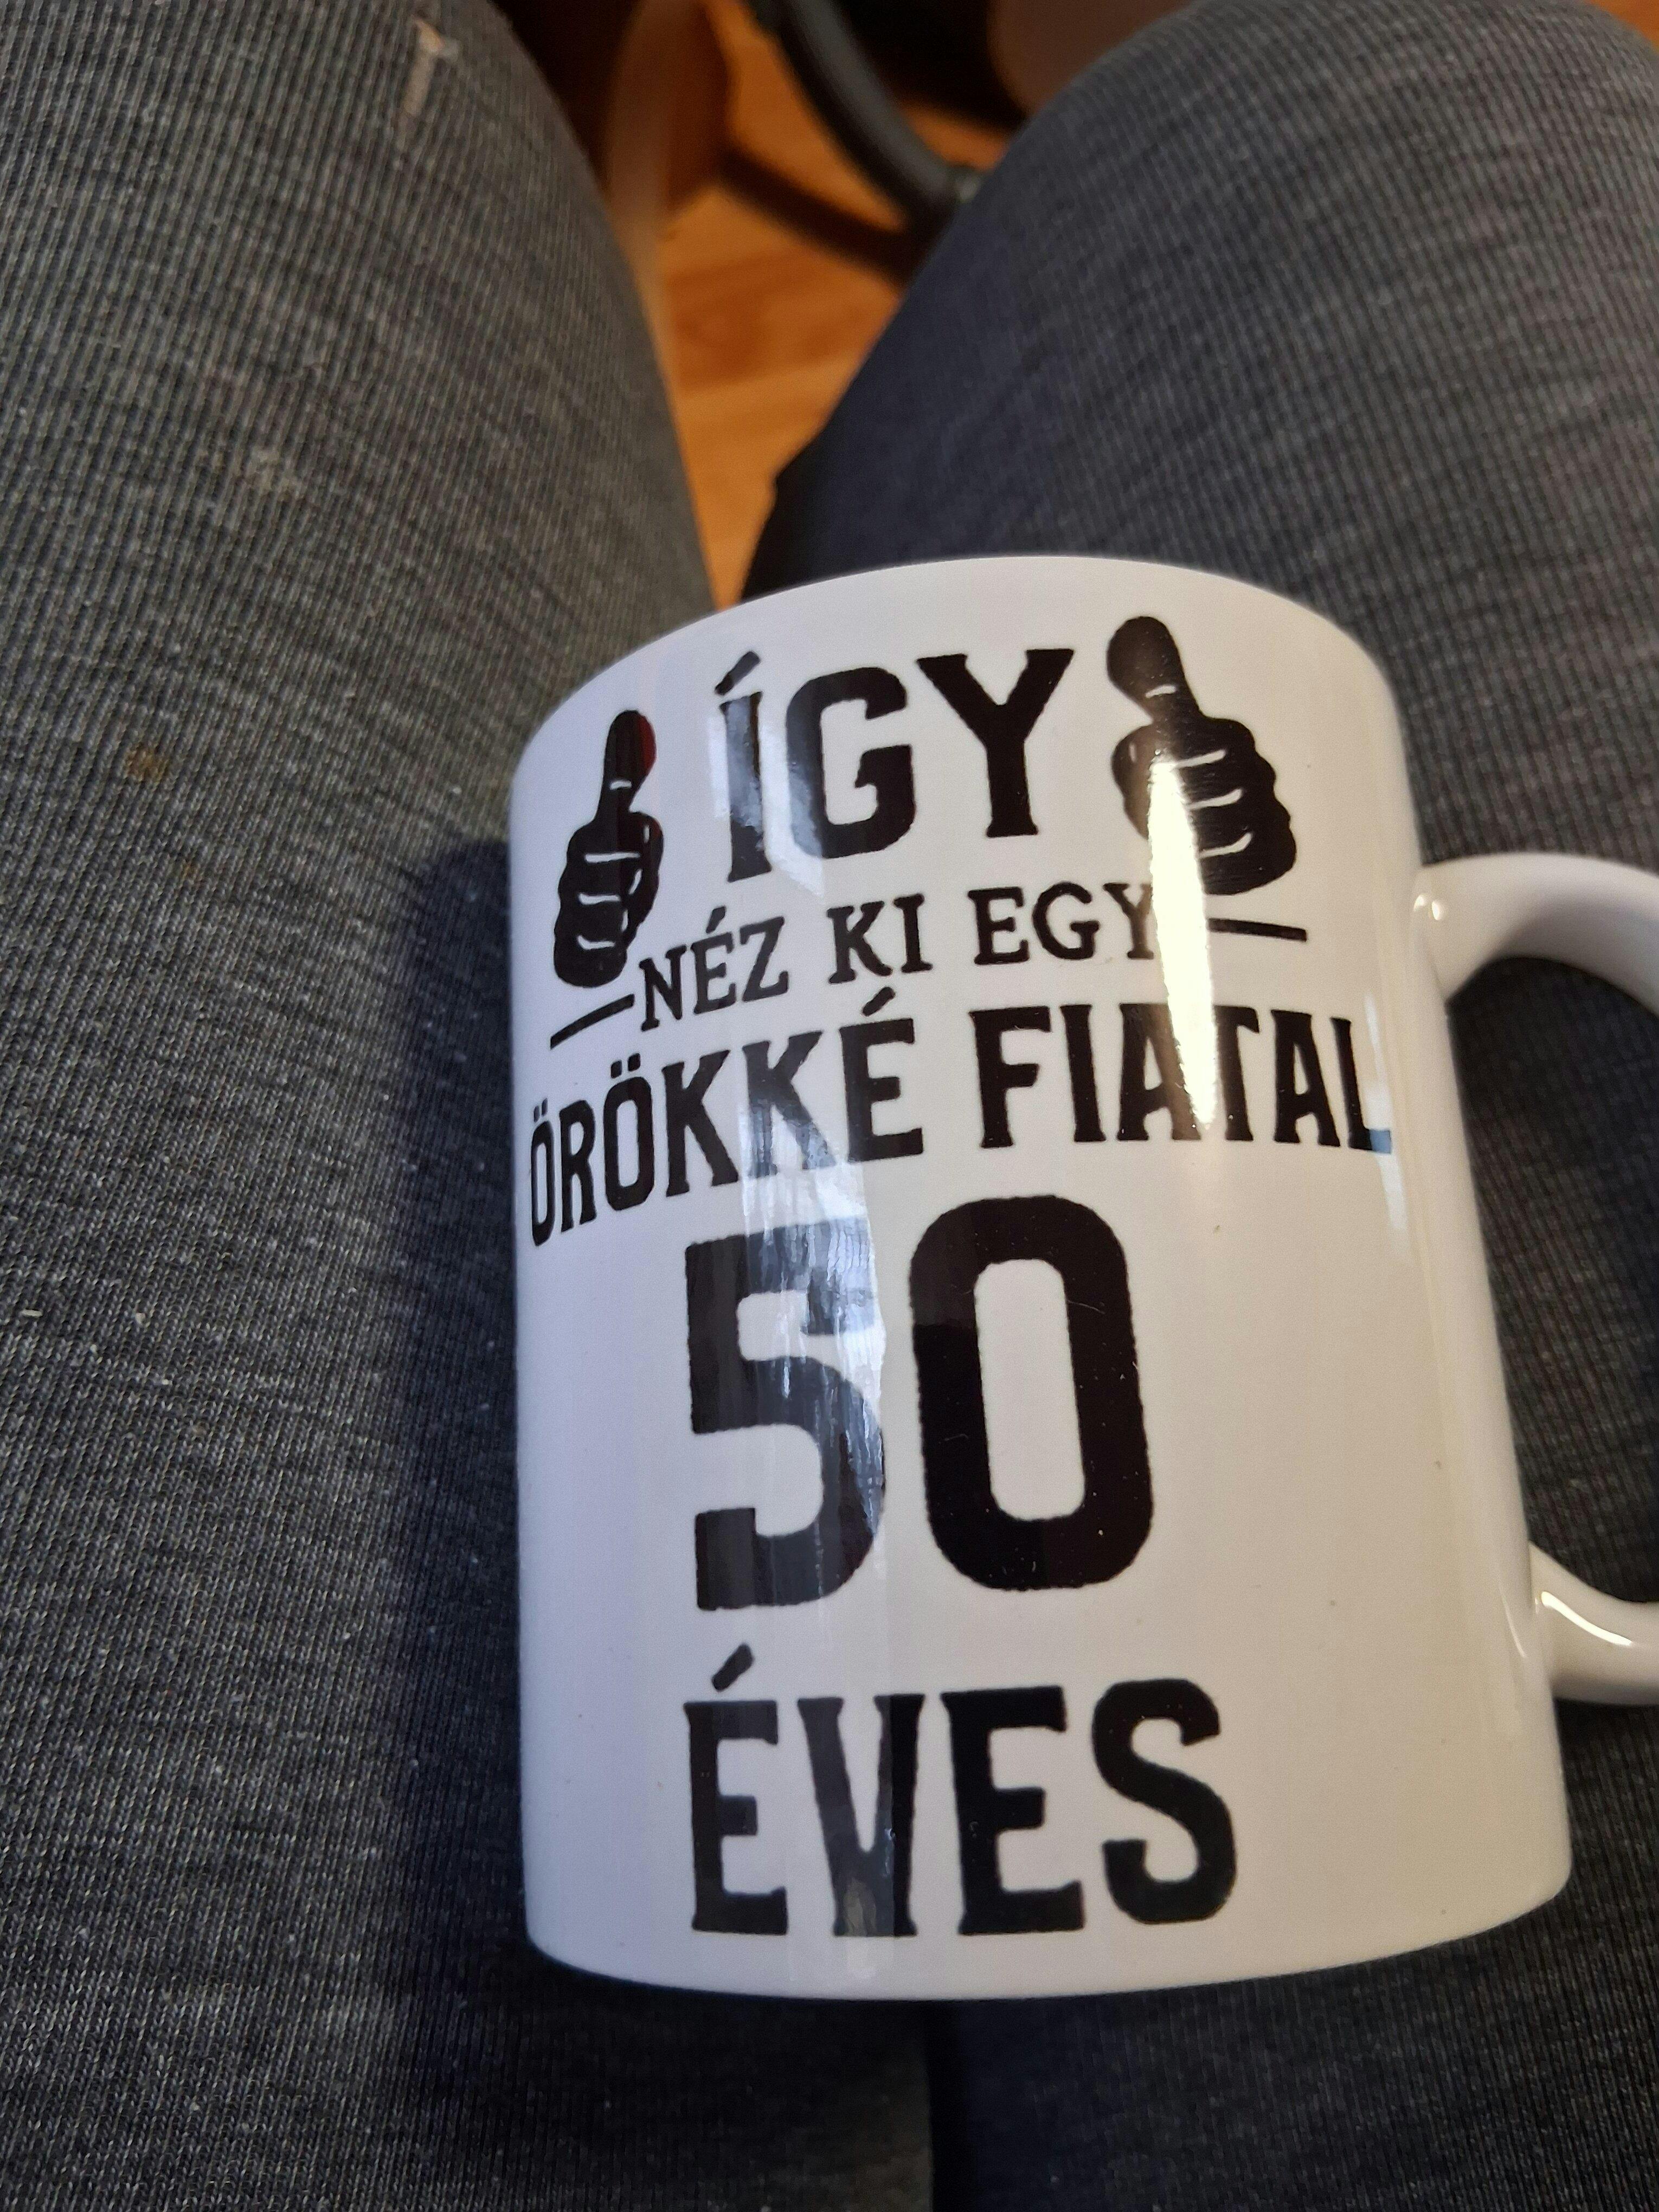 ÍGY
NÉZ KI EGY
ÖRÖKKÉ FIATAL
50
ÉVES